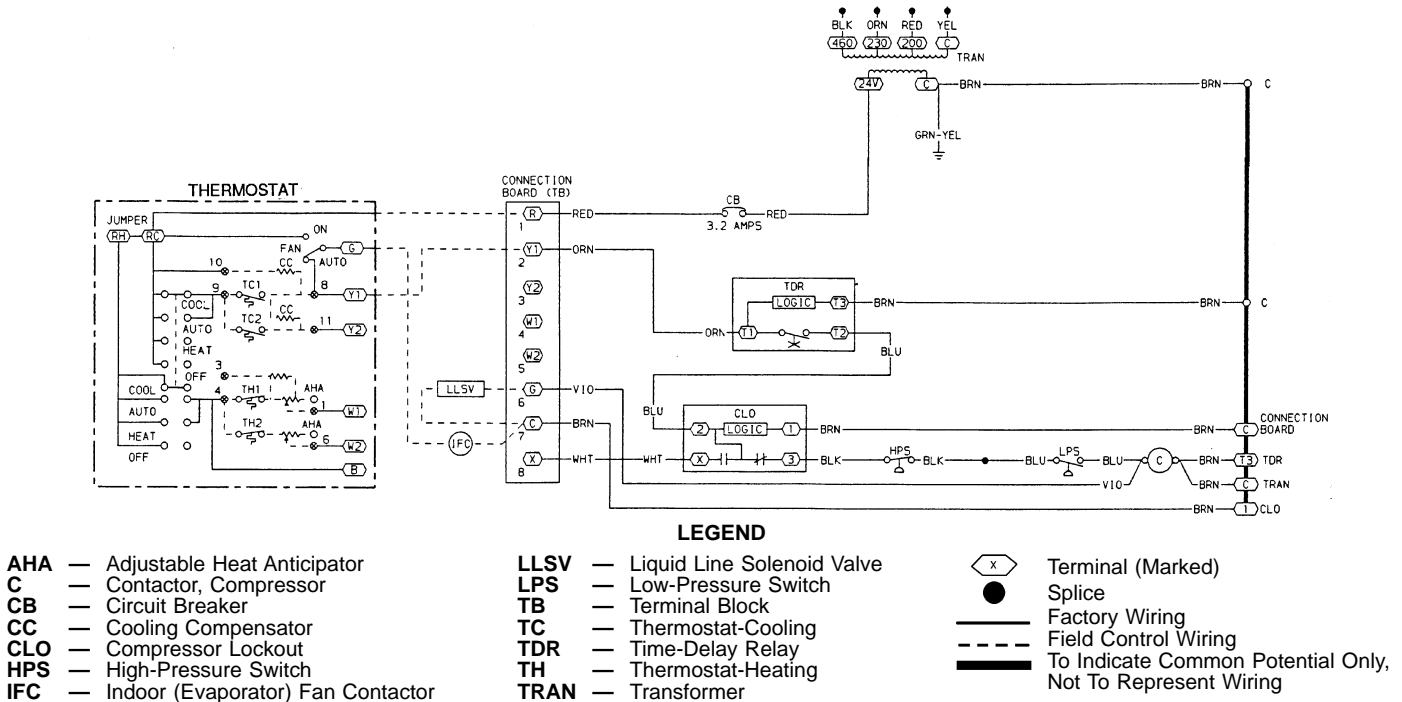 BLK ORN RED YEL
460 230 200 C
TRAN
24V C BRN BRN C
GRN-YEL
THERMOSTAT
CONNECTION
BOARD (TB)
JUMPER
RH RC
ON
FAN G
AUTO
10 CC
9 TC1 8 Y1
COOL CC
TC2 11 Y2
AUTO
HEAT
OFF 3
COOL 4 TH1 AHA
1 W1
AUTO
TH2 AHA
HEAT 6 W2
OFF
B
LLSV
IFC
R RED
1
Y1 ORN
2
Y2
3
W1
4
W2
5
G VIO
6
C BRN
7
X WHT
8
CB
RED
3.2 AMPS
TDR
LOGIC T3 BRN BRN C
ORN T1 T2
BLU
BLU
CLO
2 LOGIC 1 BRN BRN C CONNECTION
BOARD
WHT X 3 BLK HPS BLK BLU LPS BLU C BRN T3 TDR
VIO BRN C TRAN
BRN 1 CLO
LEGEND
AHA — Adjustable Heat Anticipator
C — Contactor, Compressor
CB — Circuit Breaker
CC — Cooling Compensator
CLO — Compressor Lockout
HPS — High-Pressure Switch
IFC — Indoor (Evaporator) Fan Contactor
LLSV — Liquid Line Solenoid Valve
LPS — Low-Pressure Switch
TB — Terminal Block
TC — Thermostat-Cooling
TDR — Time-Delay Relay
TH — Thermostat-Heating
TRAN — Transformer
X Terminal (Marked)
Splice
Factory Wiring
Field Control Wiring
To Indicate Common Potential Only,
Not To Represent Wiring